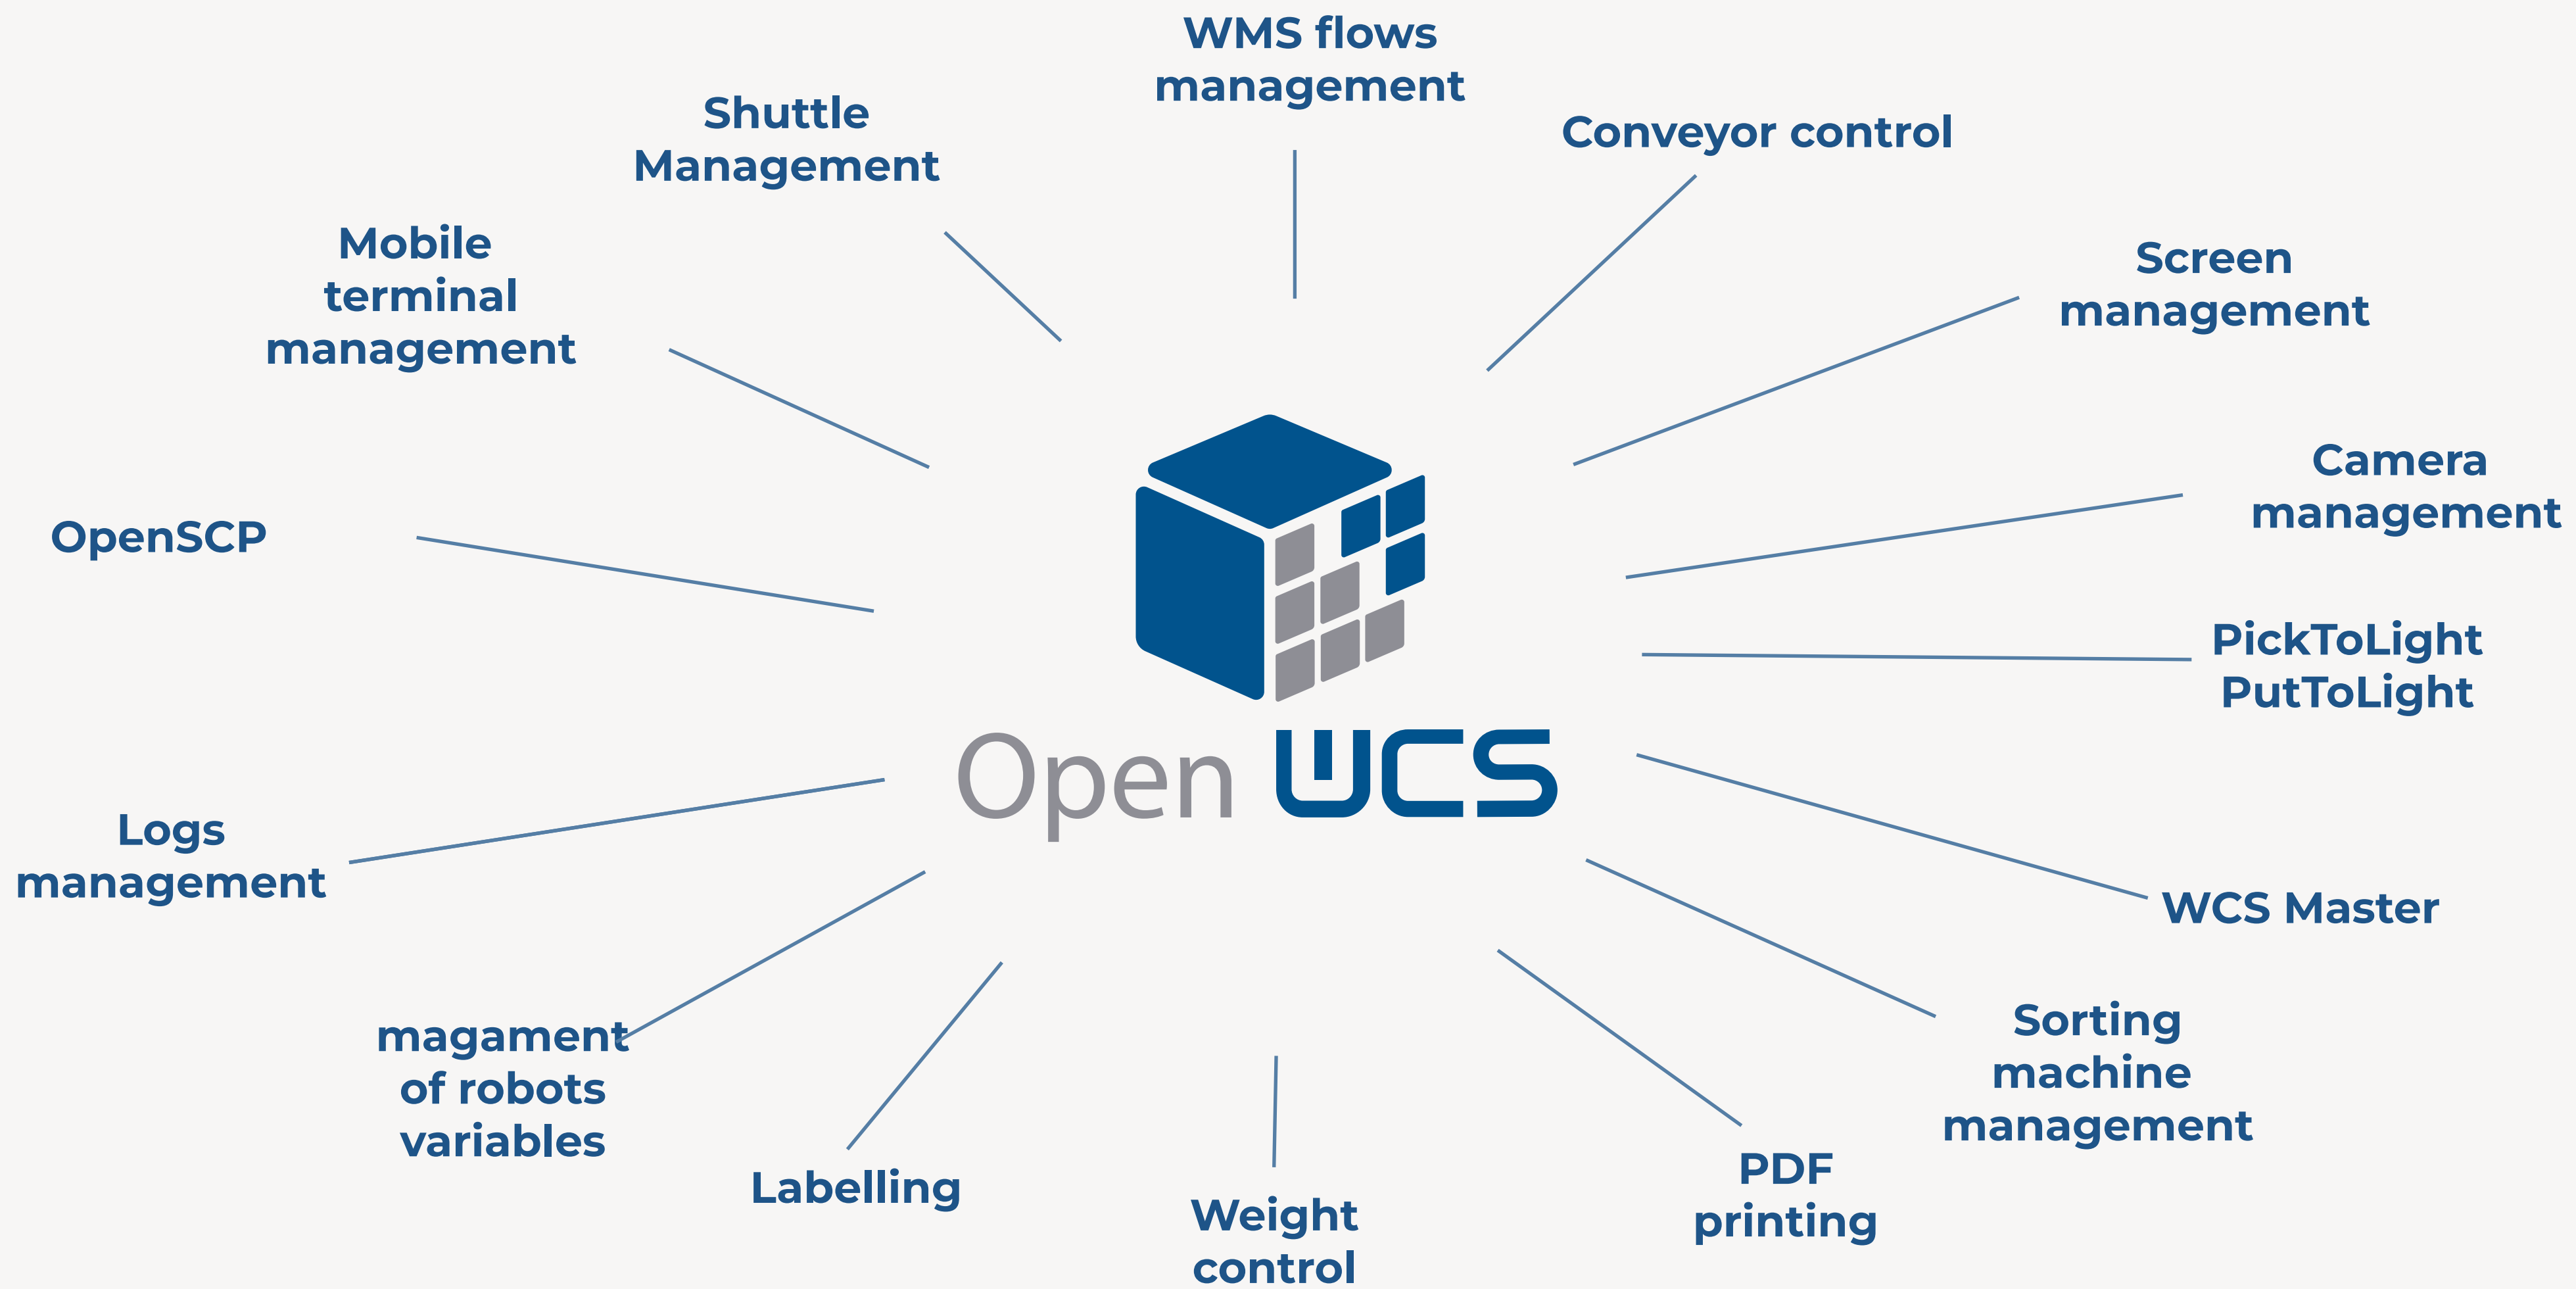 WMS flows
management
Conveyor control
Screen
management
Camera
management
PickToLight
PutToLight
WCS Master
Sorting
machine
management
PDF
printing
Weight
control
Labelling
magament
of robots
variables
Logs
management
OpenSCP
Mobile
terminal
management
Shuttle
Management
Open WCS